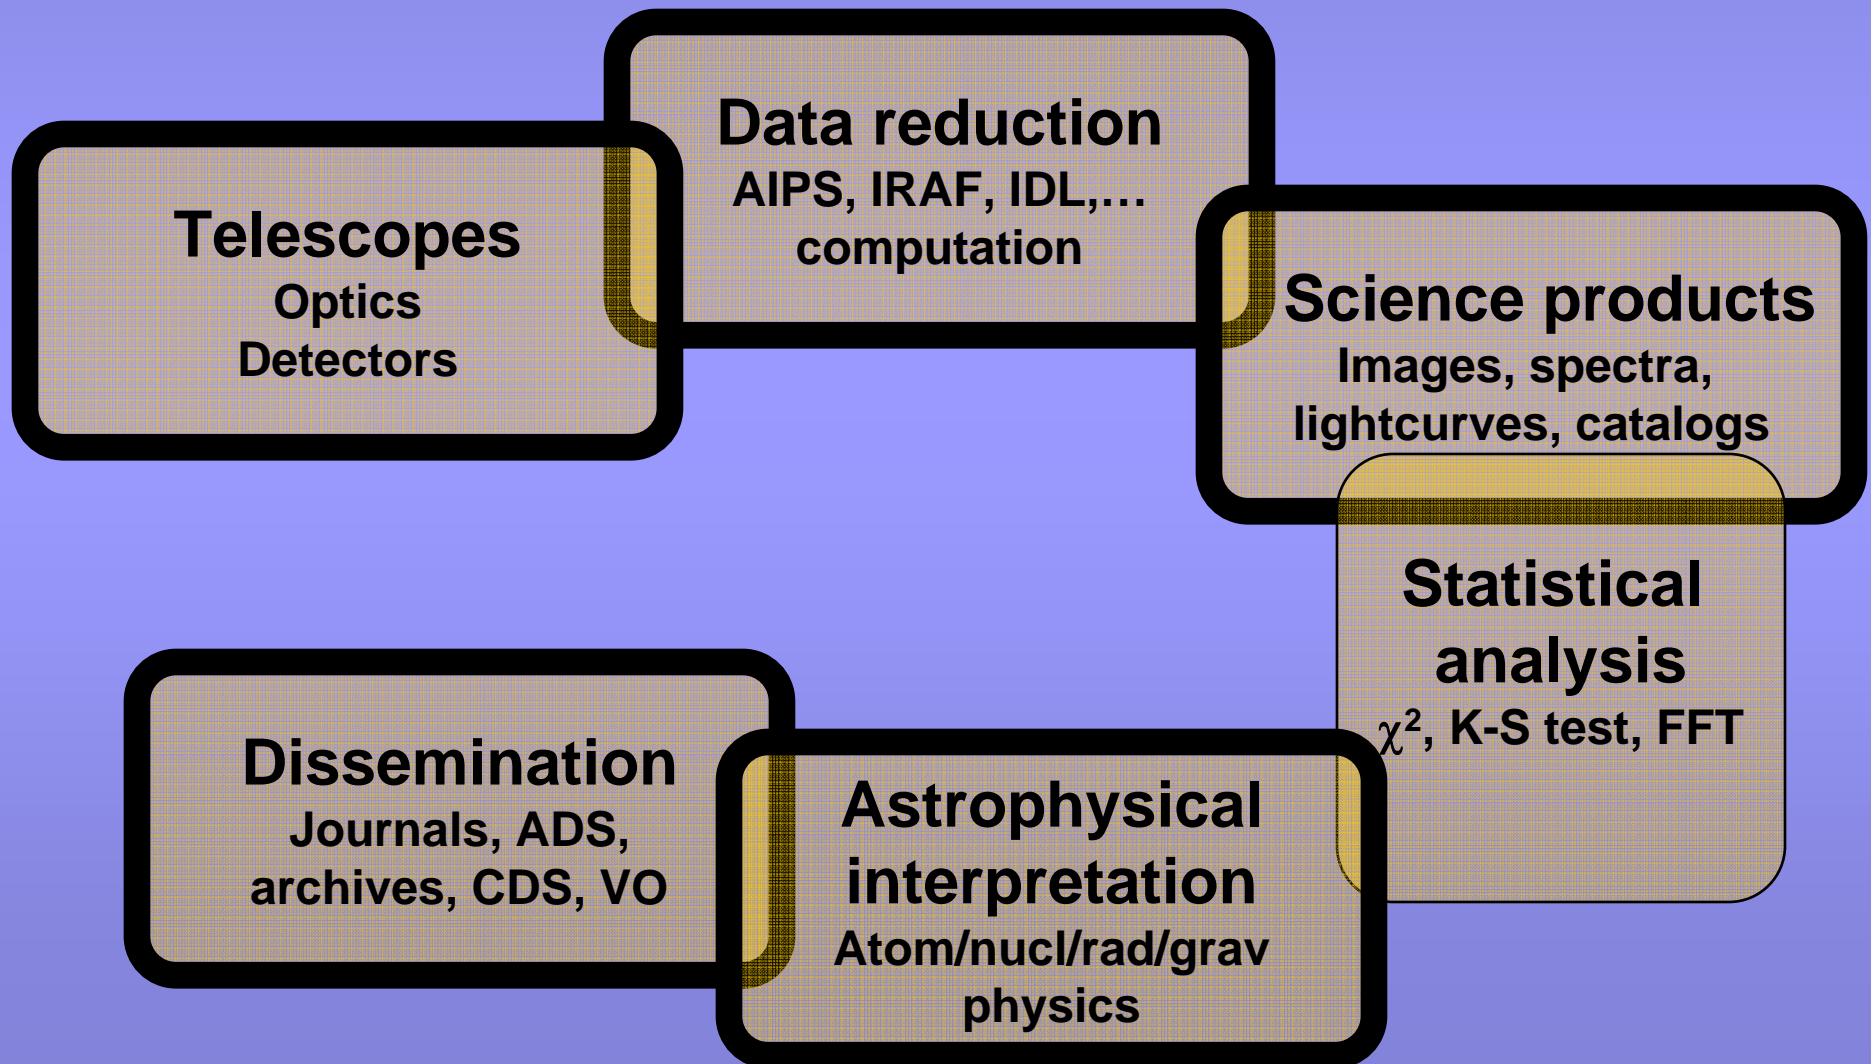 Telescopes
Optics
Detectors
Data reduction
AIPS, IRAF, IDL,…
computation
Science products
Images, spectra,
lightcurves, catalogs
Statistical
analysis
χ², K-S test, FFT
Astrophysical
interpretation
Atom/nucl/rad/grav
physics
Dissemination
Journals, ADS,
archives, CDS, VO